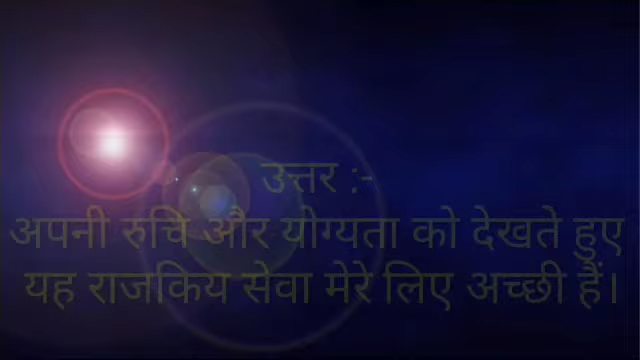 उत्तर :-
अपनी रुचि और योग्यता को देखते हुए
यह राजकिय सेवा मेरे लिए अच्छी हैं।